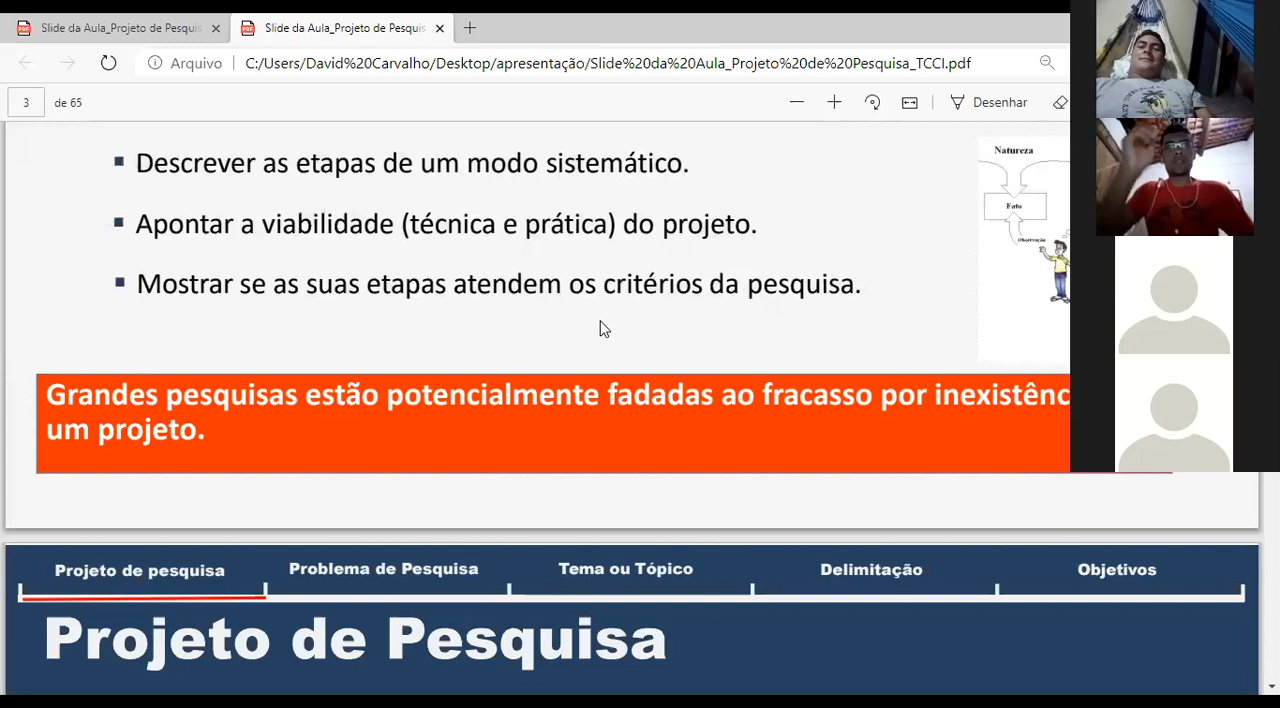 Slide da Aula_Projeto de Pesquis
Slide da Aula_Projeto de Pesquis
Arquivo
C:/Users/David%20Carvalho/Desktop/apresentação/Slide%20da%20Aula_Projeto%20de%20Pesquisa_TCCI.pdf
3 de 65
Desenhar
Descrever as etapas de um modo sistemático.
Apontar a viabilidade (técnica e prática) do projeto.
Mostrar se as suas etapas atendem os critérios da pesquisa.
Natureza
Fato
Observação
Grandes pesquisas estão potencialmente fadadas ao fracasso por inexistênc
um projeto.
Projeto de pesquisa
Problema de Pesquisa
Tema ou Tópico
Delimitação
Objetivos
Projeto de Pesquisa